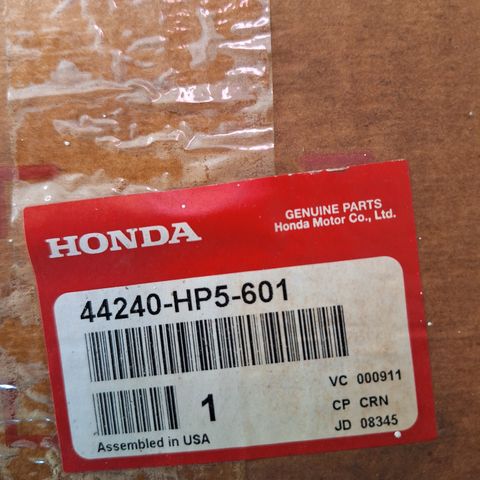 GENUINE PARTS
Honda Motor Co., Ltd.
HONDA
44240-HP5-601
1
VC 000911
CP CRN
JD 08345
Assembled in USA